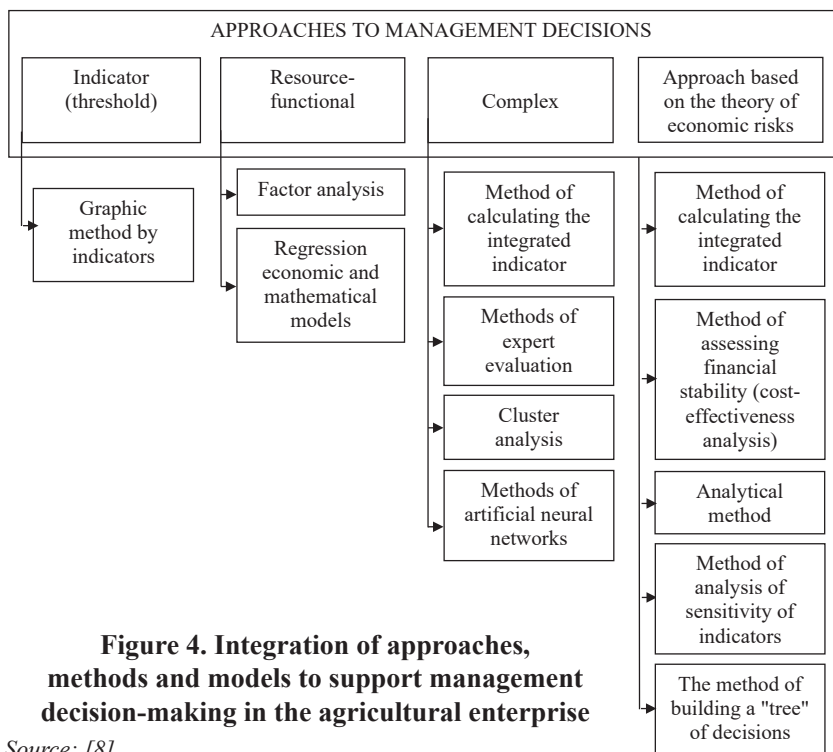 APPROACHES TO MANAGEMENT DECISIONS
Indicator
(threshold)
Resource-
functional
Complex
Approach based
on the theory of
economic risks
Graphic
method by
indicators
Factor analysis
Regression
economic and
mathematical
models
Method of
calculating the
integrated
indicator
Methods of
expert
evaluation
Cluster
analysis
Methods of
artificial neural
networks
Method of
calculating the
integrated
indicator
Method of
assessing
financial
stability (cost-
effectiveness
analysis)
Analytical
method
Method of
analysis of
sensitivity of
indicators
The method of
building a "tree"
of decisions
Figure 4. Integration of approaches,
methods and models to support management
decision-making in the agricultural enterprise
Source: [8]